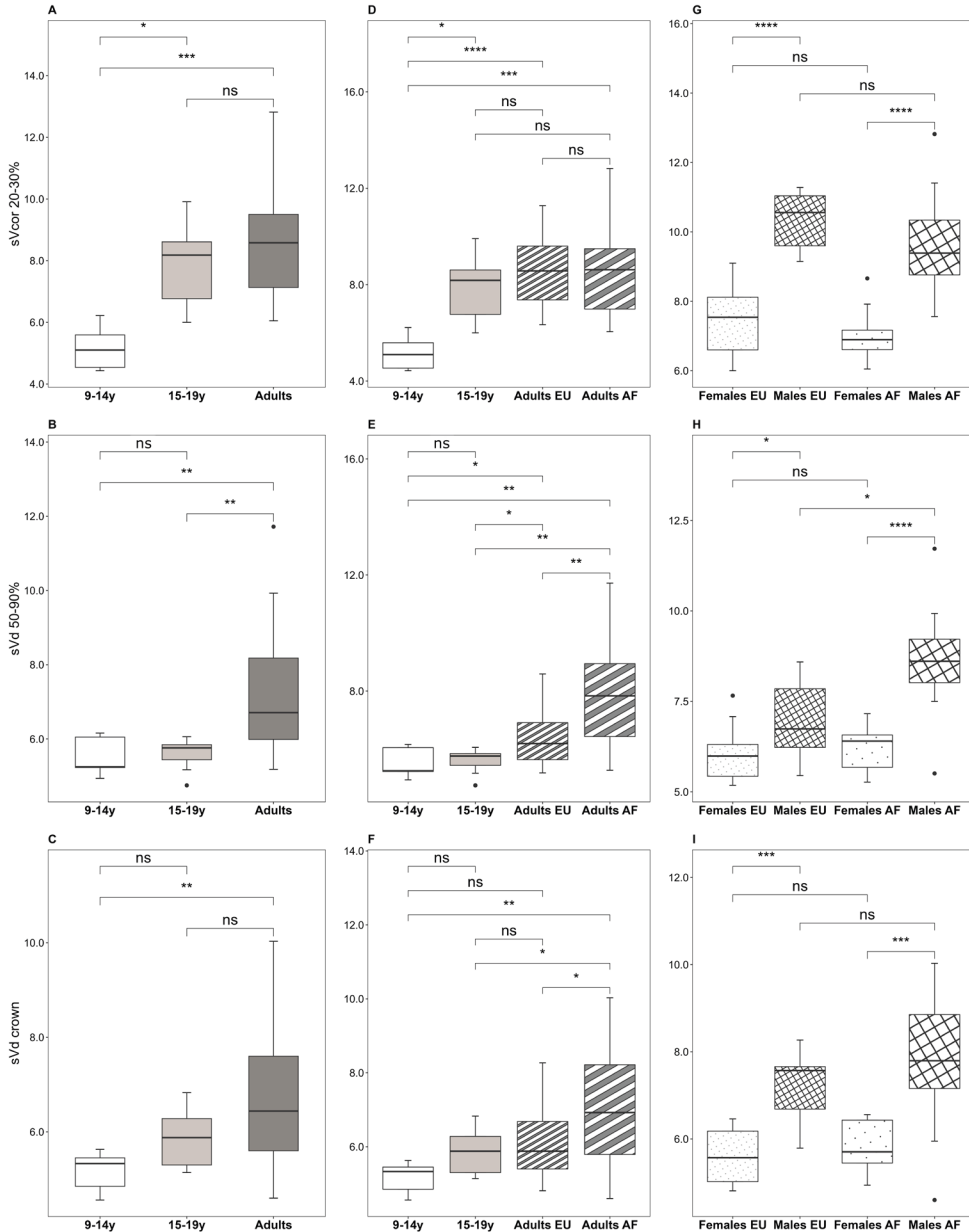 A
*
***
ns
14.0
12.0
10.0
8.0
6.0
4.0
sVcor 20-30%
9-14y 15-19y Adults
D
*
****
***
ns
ns
ns
16.0
12.0
8.0
4.0
9-14y 15-19y Adults EU Adults AF
G
****
ns
ns
****
16.0
14.0
12.0
10.0
8.0
6.0
Females EU Males EU Females AF Males AF
B
ns
**
**
14.0
12.0
10.0
8.0
6.0
sVd 50-90%
9-14y 15-19y Adults
E
ns
*
**
*
**
**
16.0
12.0
8.0
9-14y 15-19y Adults EU Adults AF
H
*
ns
*
****
12.5
10.0
7.5
5.0
Females EU Males EU Females AF Males AF
C
ns
**
ns
10.0
8.0
6.0
sVd crown
9-14y 15-19y Adults
F
ns
ns
**
ns
*
*
14.0
12.0
10.0
8.0
6.0
9-14y 15-19y Adults EU Adults AF
I
***
ns
ns
***
12.0
10.0
8.0
6.0
Females EU Males EU Females AF Males AF